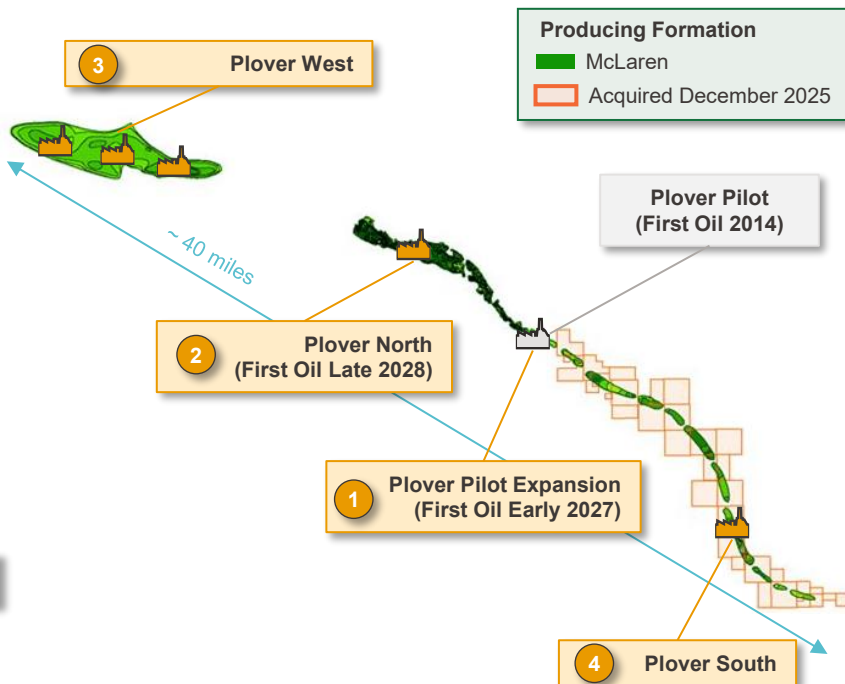 Producing Formation
McLaren
Acquired December 2025
3
Plover West
~ 40 miles
Plover Pilot
(First Oil 2014)
2
Plover North
(First Oil Late 2028)
1
Plover Pilot Expansion
(First Oil Early 2027)
4
Plover South